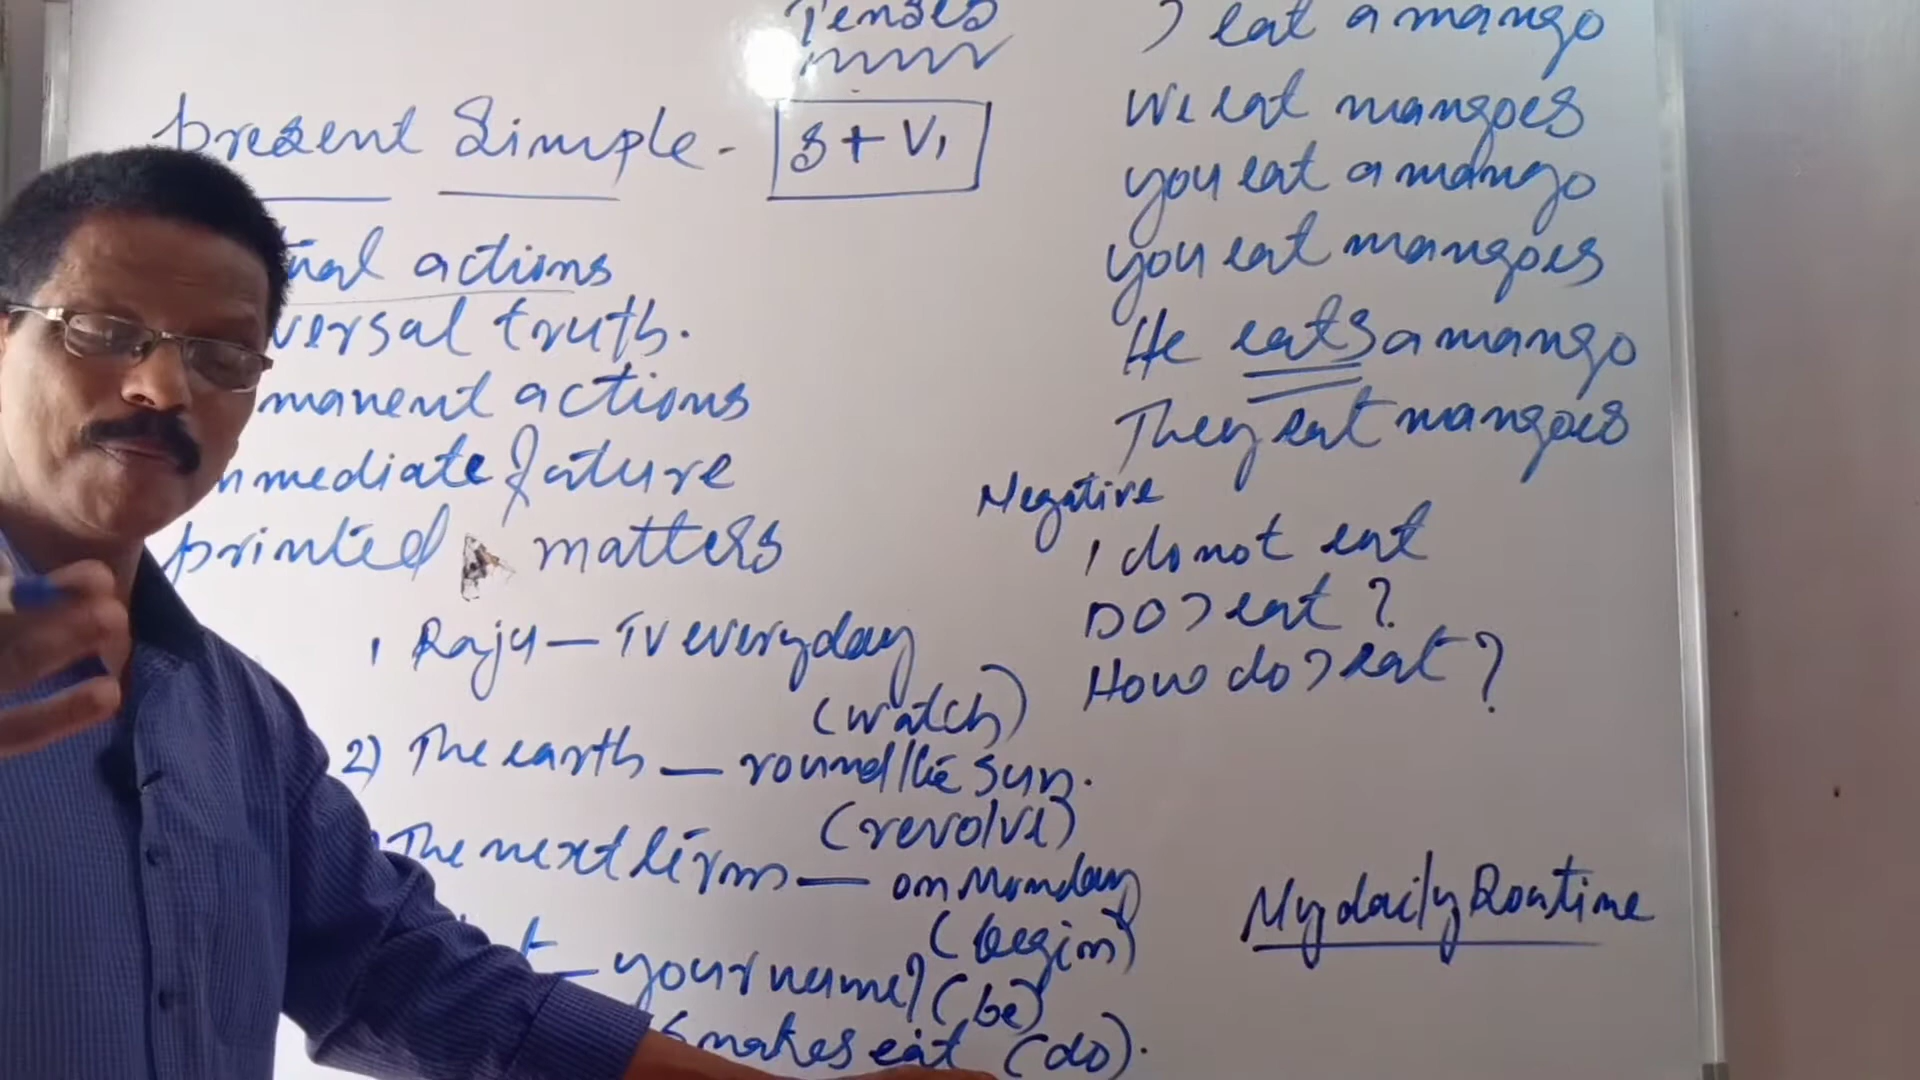 Tenses
Present Simple - S + V1
actions
versal truth.
manent actions
mmediate future
printed matters
1 Raju — TV everyday
(watch)
2) The earth — round the sun.
(revolve)
The next term — on Monday
(begin)
— your name? (be)
snakes eat (do).
I eat a mango
We eat mangoes
you eat a mango
you eat mangoes
He eats a mango
They eat mangoes
Negative
I do not eat
DO I eat ?
How do I eat ?
My daily Routine